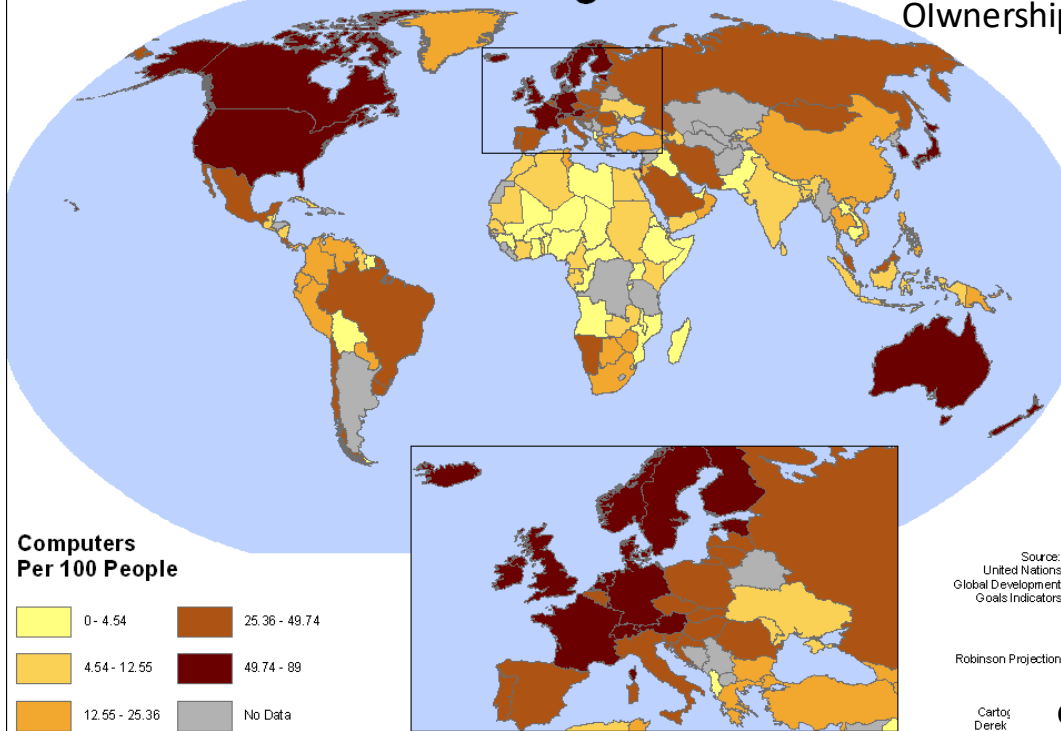 OIwnership
Computers
Per 100 People
0 - 4.54
25.36 - 49.74
4.54 - 12.55
49.74 - 89
12.55 - 25.36
No Data
Source:
United Nations
Global Development
Goals Indicators
Robinson Projection
Derek